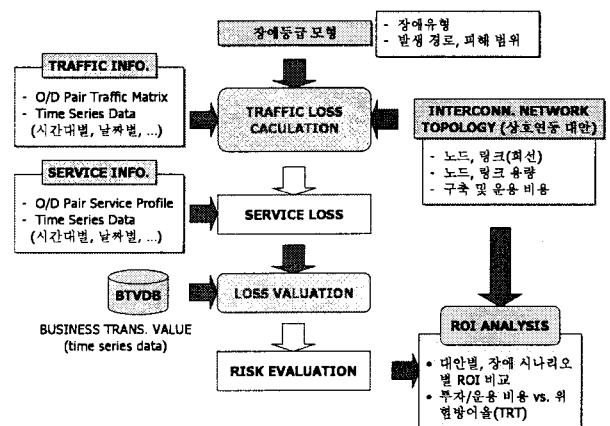 장애등급 모형
- 장애유형
- 발생 경로, 피해 범위
TRAFFIC INFO.
- O/D Pair Traffic Matrix
- Time Series Data
(시간대별, 날짜별, ...)
TRAFFIC LOSS
CACULATION
INTERCONN. NETWORK
TOPOLOGY (상호연동 대안)
- 노드, 링크(회선)
- 노드, 링크 용량
- 구축 및 운용 비용
SERVICE INFO.
- O/D Pair Service Profile
- Time Series Data
(시간대별, 날짜별, ...)
SERVICE LOSS
BTVDB
BUSINESS TRANS. VALUE
(time series data)
LOSS VALUATION
RISK EVALUATION
ROI ANALYSIS
• 대안별, 장애 시나리오
별 ROI 비교
• 투자/운용 비용 vs. 위
험방어율(TRT)